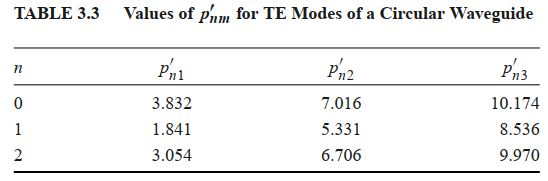 TABLE 3.3 Values of p′nm for TE Modes of a Circular Waveguide
n p′n1 p′n2 p′n3
0 3.832 7.016 10.174
1 1.841 5.331 8.536
2 3.054 6.706 9.970